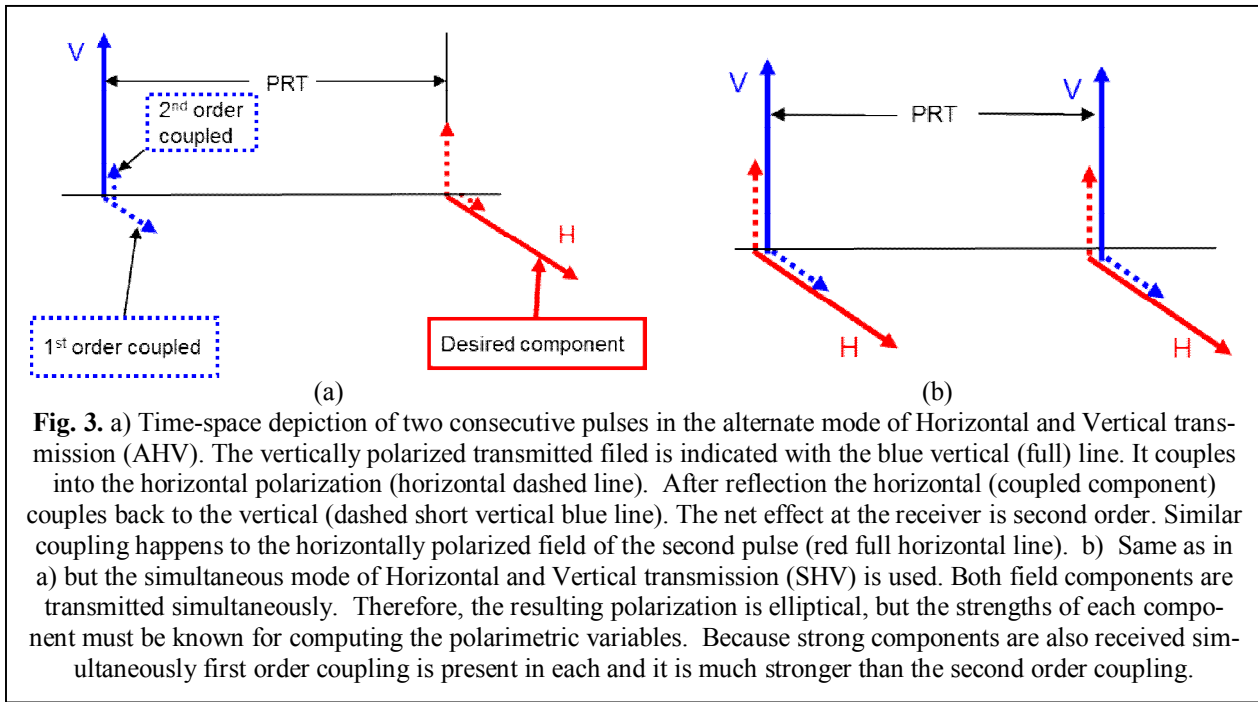 V
PRT
2nd order
coupled
H
1st order coupled
Desired component
(a)
V
V
PRT
H
H
(b)
Fig. 3. a) Time-space depiction of two consecutive pulses in the alternate mode of Horizontal and Vertical trans-
mission (AHV). The vertically polarized transmitted filed is indicated with the blue vertical (full) line. It couples
into the horizontal polarization (horizontal dashed line). After reflection the horizontal (coupled component)
couples back to the vertical (dashed short vertical blue line). The net effect at the receiver is second order. Similar
coupling happens to the horizontally polarized field of the second pulse (red full horizontal line). b) Same as in
a) but the simultaneous mode of Horizontal and Vertical transmission (SHV) is used. Both field components are
transmitted simultaneously. Therefore, the resulting polarization is elliptical, but the strengths of each compo-
nent must be known for computing the polarimetric variables. Because strong components are also received sim-
ultaneously first order coupling is present in each and it is much stronger than the second order coupling.